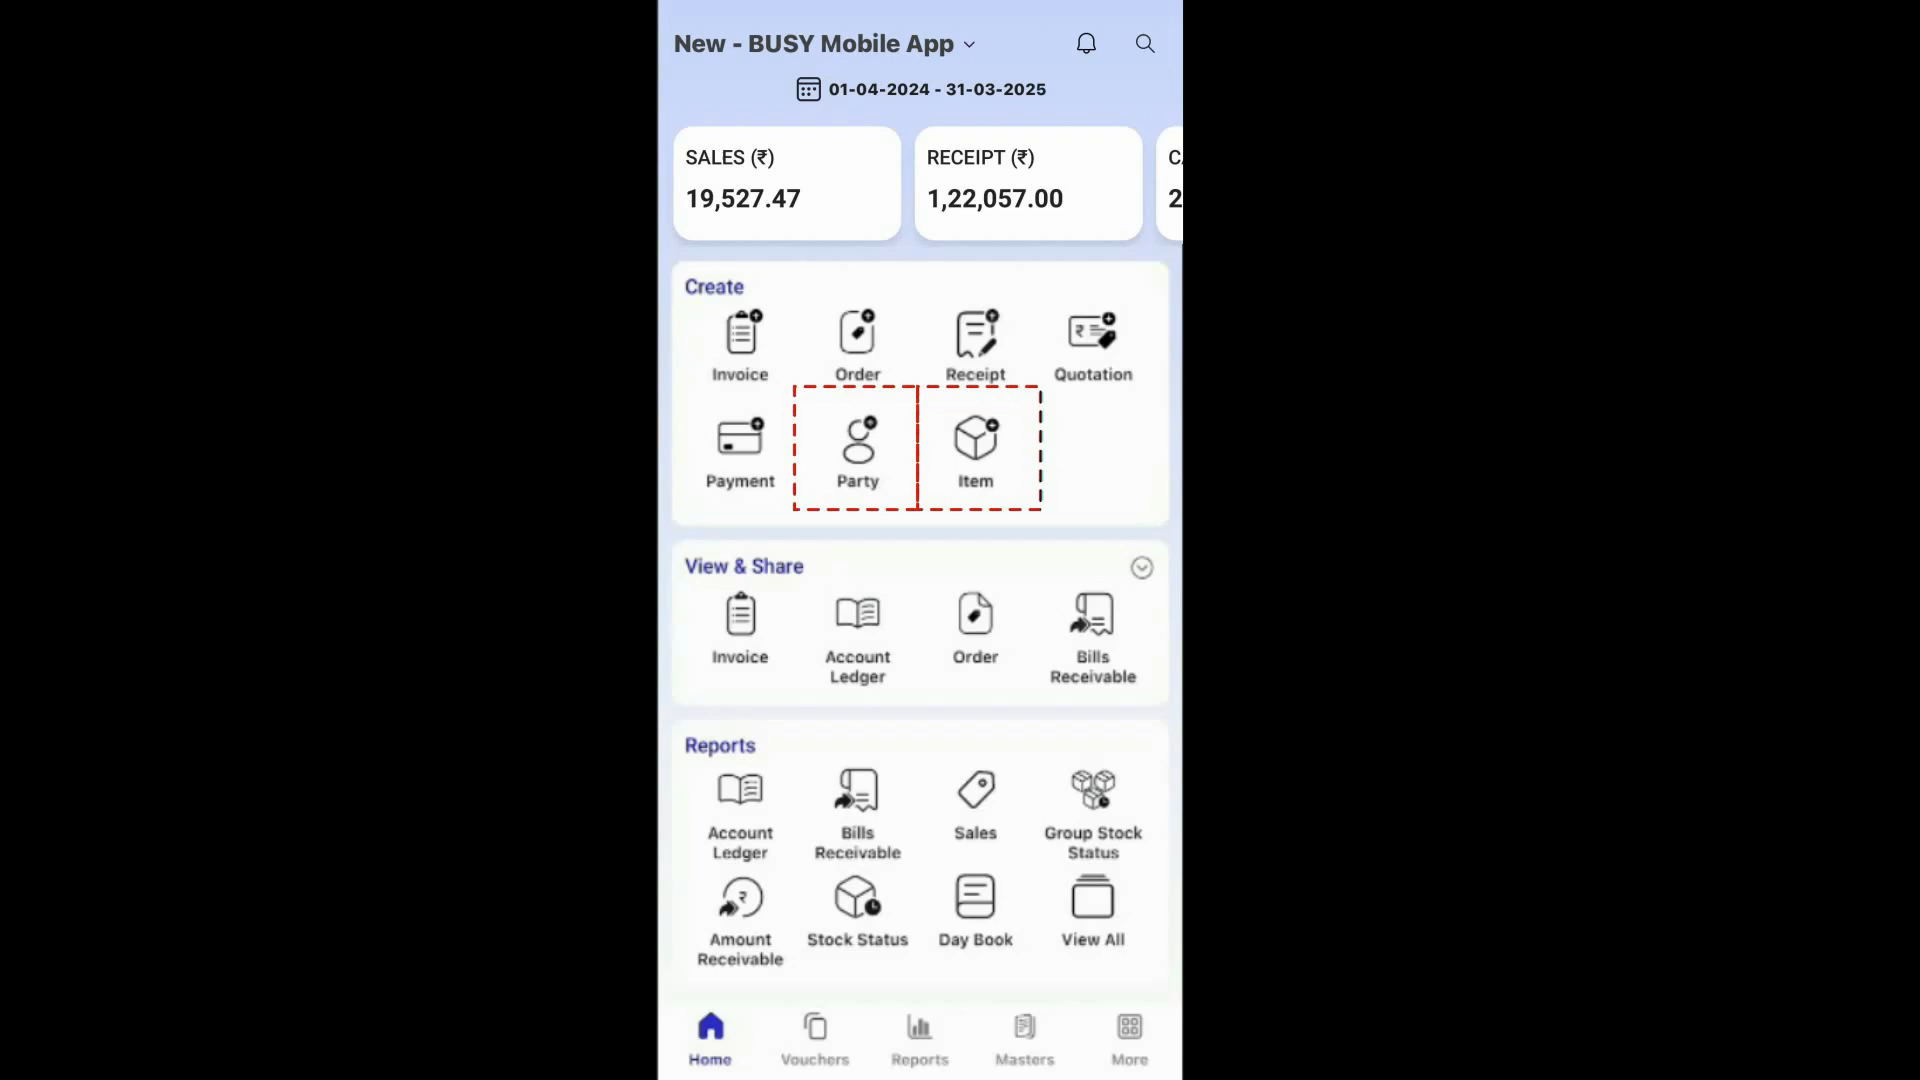 New - BUSY Mobile App
01-04-2024 - 31-03-2025
SALES (₹) RECEIPT (₹)
19,527.47 1,22,057.00 2
Create
Invoice Order Receipt Quotation
Payment Party Item
View & Share
Invoice Account Ledger Order Bills Receivable
Reports
Account Ledger Bills Receivable Sales Group Stock Status
Amount Receivable Stock Status Day Book View All
Home Vouchers Reports Masters More